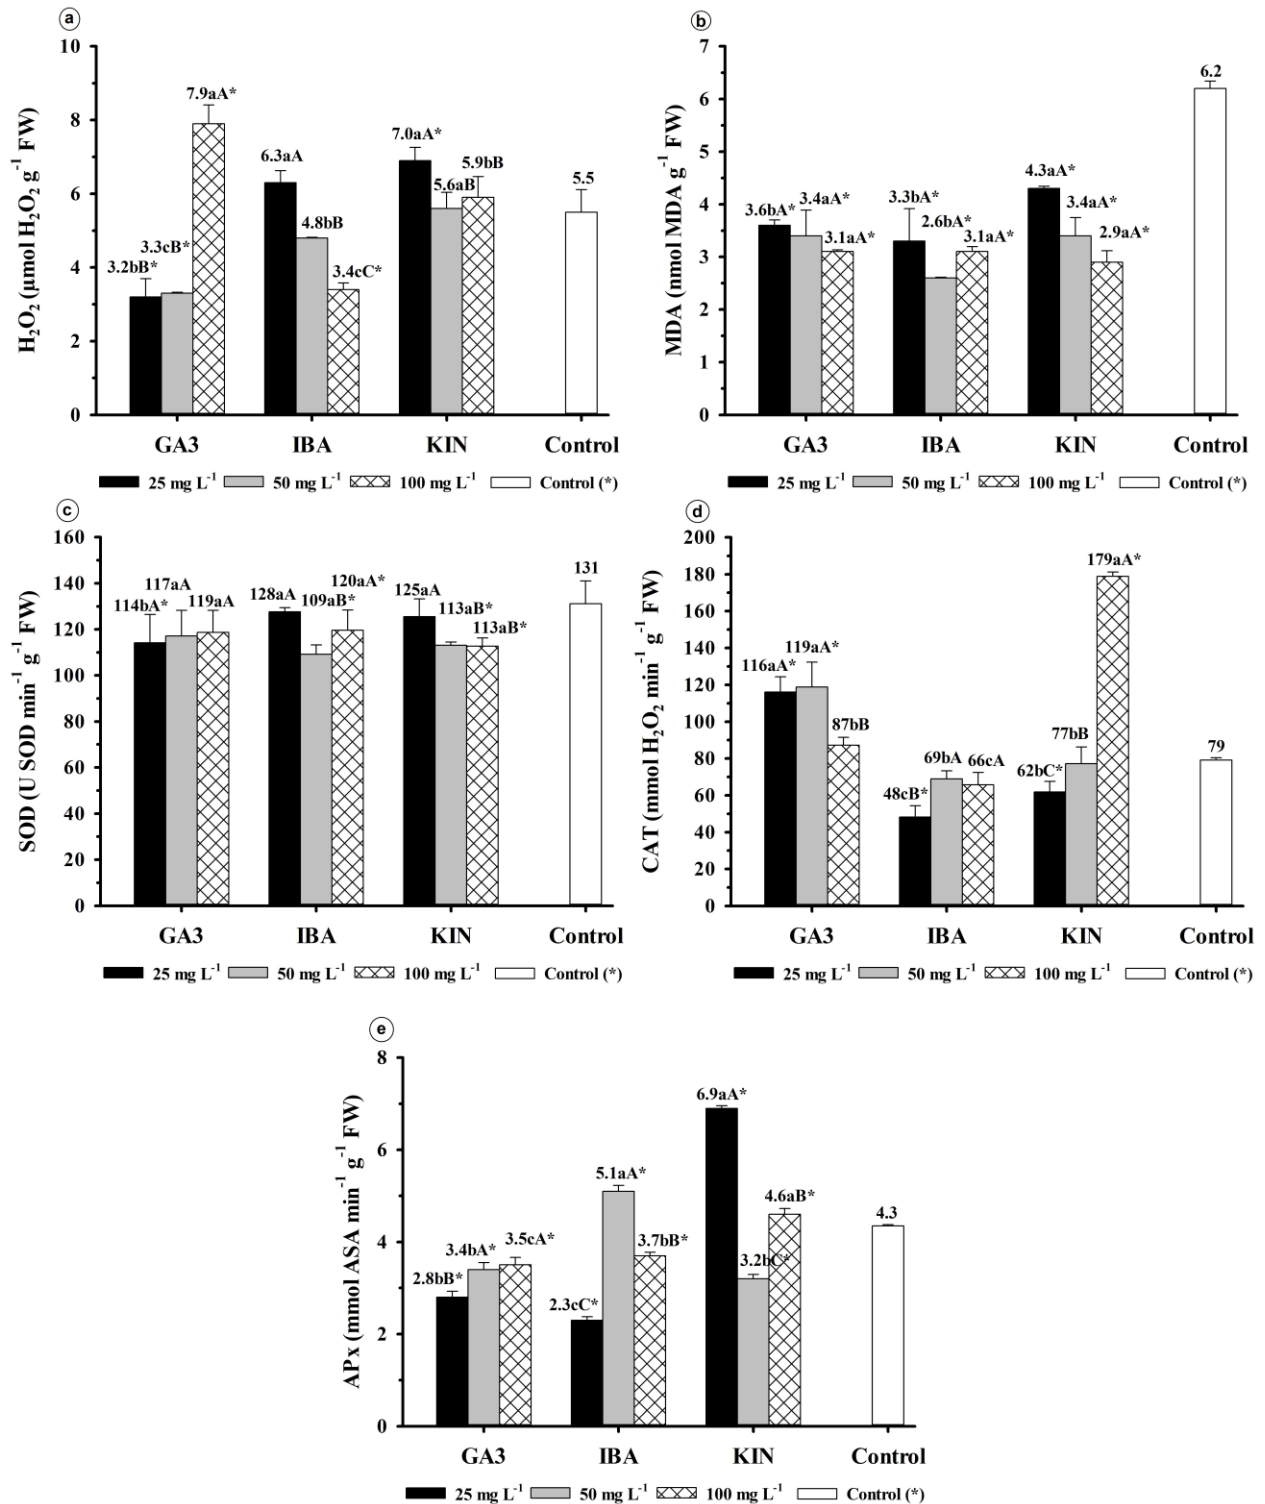 a
10
8
6
4
2
0
H₂O₂ (µmol H₂O₂ g⁻¹ FW)
3.2bB*
3.3cB*
7.9aA*
6.3aA
4.8bB
3.4cC*
7.0aA*
5.6aB
5.9bB
5.5
GA3 IBA KIN Control
25 mg L⁻¹ 50 mg L⁻¹ 100 mg L⁻¹ Control (*)
b
7
6
5
4
3
2
1
0
MDA (nmol MDA g⁻¹ FW)
3.6bA*
3.4aA*
3.1aA*
3.3bA*
2.6bA*
3.1aA*
4.3aA*
3.4aA*
2.9aA*
6.2
GA3 IBA KIN Control
25 mg L⁻¹ 50 mg L⁻¹ 100 mg L⁻¹ Control (*)
c
160
140
120
100
80
60
40
20
0
SOD (U SOD min⁻¹ g⁻¹ FW)
114bA*
117aA
119aA
128aA
109aB*
120aA*
125aA
113aB*
113aB*
131
GA3 IBA KIN Control
25 mg L⁻¹ 50 mg L⁻¹ 100 mg L⁻¹ Control (*)
d
200
180
160
140
120
100
80
60
40
20
0
CAT (mmol H₂O₂ min⁻¹ g⁻¹ FW)
116aA*
119aA*
87bB
48cB*
69bA
66cA
62bC*
77bB
179aA*
79
GA3 IBA KIN Control
25 mg L⁻¹ 50 mg L⁻¹ 100 mg L⁻¹ Control (*)
e
8
6
4
2
0
APx (mmol ASA min⁻¹ g⁻¹ FW)
2.8bB*
3.4bA*
3.5cA*
2.3cC*
5.1aA*
3.7bB*
6.9aA*
3.2bC*
4.6aB*
4.3
GA3 IBA KIN Control
25 mg L⁻¹ 50 mg L⁻¹ 100 mg L⁻¹ Control (*)